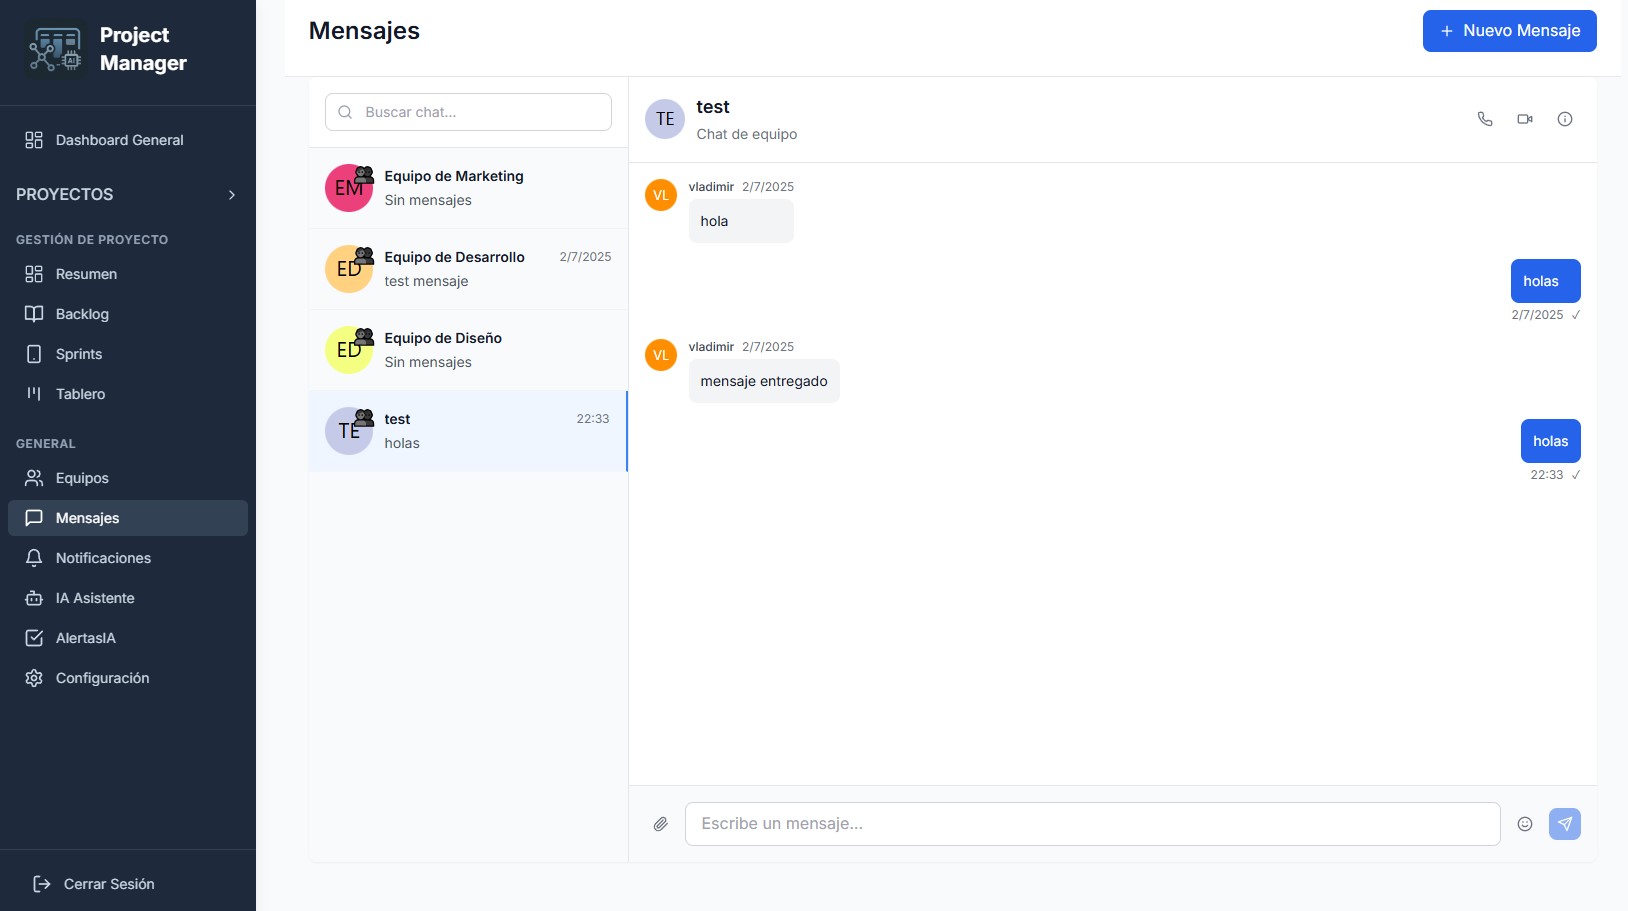 Project
Manager
Dashboard General
PROYECTOS
GESTIÓN DE PROYECTO
Resumen
Backlog
Sprints
Tablero
GENERAL
Equipos
Mensajes
Notificaciones
IA Asistente
AlertasIA
Configuración
Cerrar Sesión
Mensajes
Nuevo Mensaje
Buscar chat...
EM
Equipo de Marketing
Sin mensajes
ED
Equipo de Desarrollo 2/7/2025
test mensaje
ED
Equipo de Diseño
Sin mensajes
TE
test 22:33
holas
TE
test
Chat de equipo
VL
vladimir 2/7/2025
hola
holas
2/7/2025 ✓
VL
vladimir 2/7/2025
mensaje entregado
holas
22:33 ✓
Escribe un mensaje...